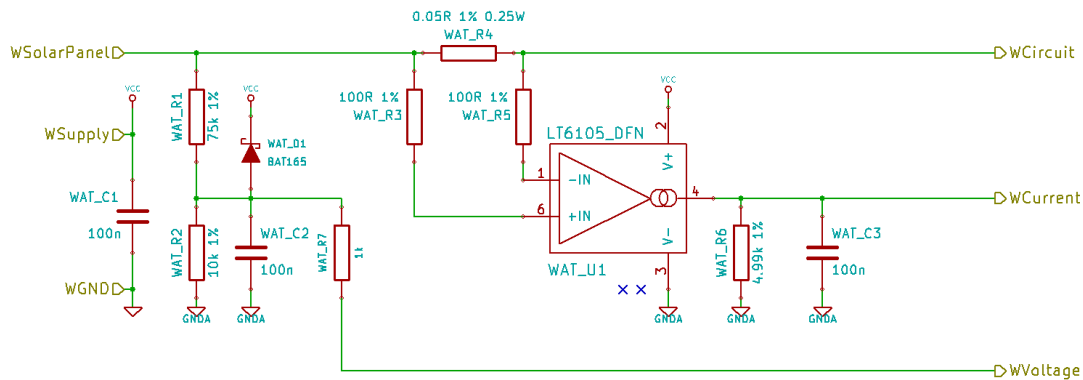 0.05R 1% 0.25W
WAT_R4
WSolarPanel
WCircuit
VCC
VCC
VCC
WAT_R1
75k 1%
100R 1%
WAT_R3
100R 1%
WAT_R5
WSupply
WAT_D1
BAT165
LT6105_DFN
2
V+
1
-IN
4
6
+IN
V-
3
WAT_U1
WCurrent
WAT_C1
100n
WAT_R2
10k 1%
WAT_C2
100n
WAT_R7
1k
WAT_R6
4.99k 1%
WAT_C3
100n
WGND
GNDA
GNDA
GNDA
GNDA
GNDA
WVoltage